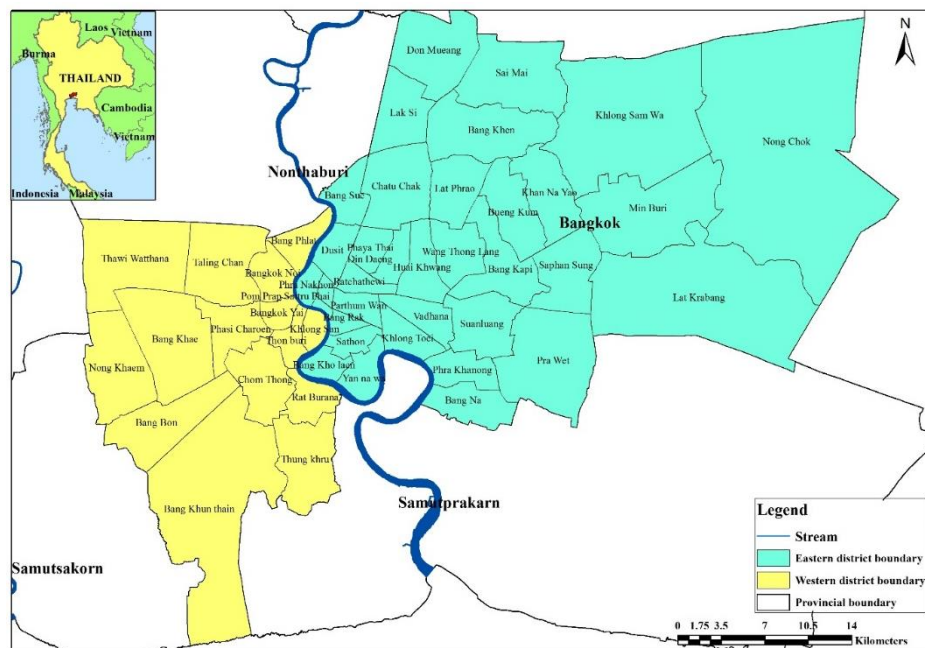 Laos
Vietnam
Burma
THAILAND
Cambodia
Vietnam
Indonesia
Malaysia
N
Don Mueang
Sai Mai
Lak Si
Bang Khen
Khlong Sam Wa
Nong Chok
Nonthaburi
Bang Sue
Chatu Chak
Lat Phrao
Khan Na Yao
Bueng Kum
Bangkok
Min Buri
Bang Phlat
Dusit
Phaya Thai
Qin Daeng
Wang Thong Lang
Huai Khwang
Bang Kapi
Saphan Sung
Thawi Watthana
Taling Chan
Bangkok Noi
Phra Nakhon
Ratchathewi
Lat Krabang
Pom Prap Sattru Phai
Parthum Wan
Bangkok Yai
Bang Rak
Vadhana
Suanluang
Bang Khae
Phasi Charoen
Khlong San
Thon buri
Sathon
Khlong Toei
Pra Wet
Nong Khaem
Chom Thong
Bang Kho laem
Yan na wa
Phra Khanong
Rat Burana
Bang Na
Bang Bon
Thung khru
Bang Khun thain
Samutprakarn
Samutsakorn
Legend
Stream
Eastern district boundary
Western district boundary
Provincial boundary
0 1.75 3.5 7 10.5 14
Kilometers